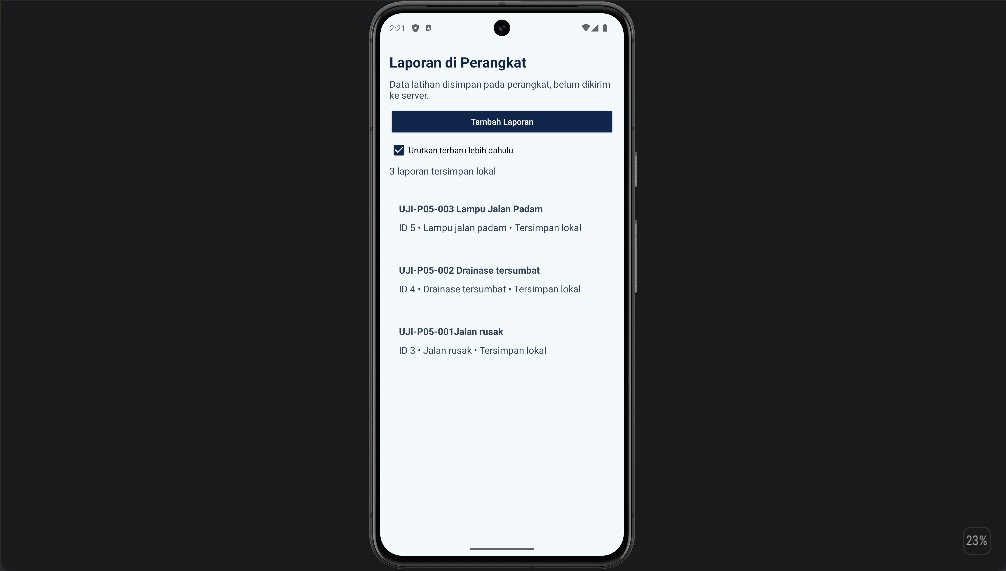 2:21
Laporan di Perangkat
Data latihan disimpan pada perangkat, belum dikirim
ke server.
Tambah Laporan
Urutkan terbaru lebih dahulu
3 laporan tersimpan lokal
UJI-P05-003 Lampu Jalan Padam
ID 5 • Lampu jalan padam • Tersimpan lokal
UJI-P05-002 Drainase tersumbat
ID 4 • Drainase tersumbat • Tersimpan lokal
UJI-P05-001Jalan rusak
ID 3 • Jalan rusak • Tersimpan lokal
23%